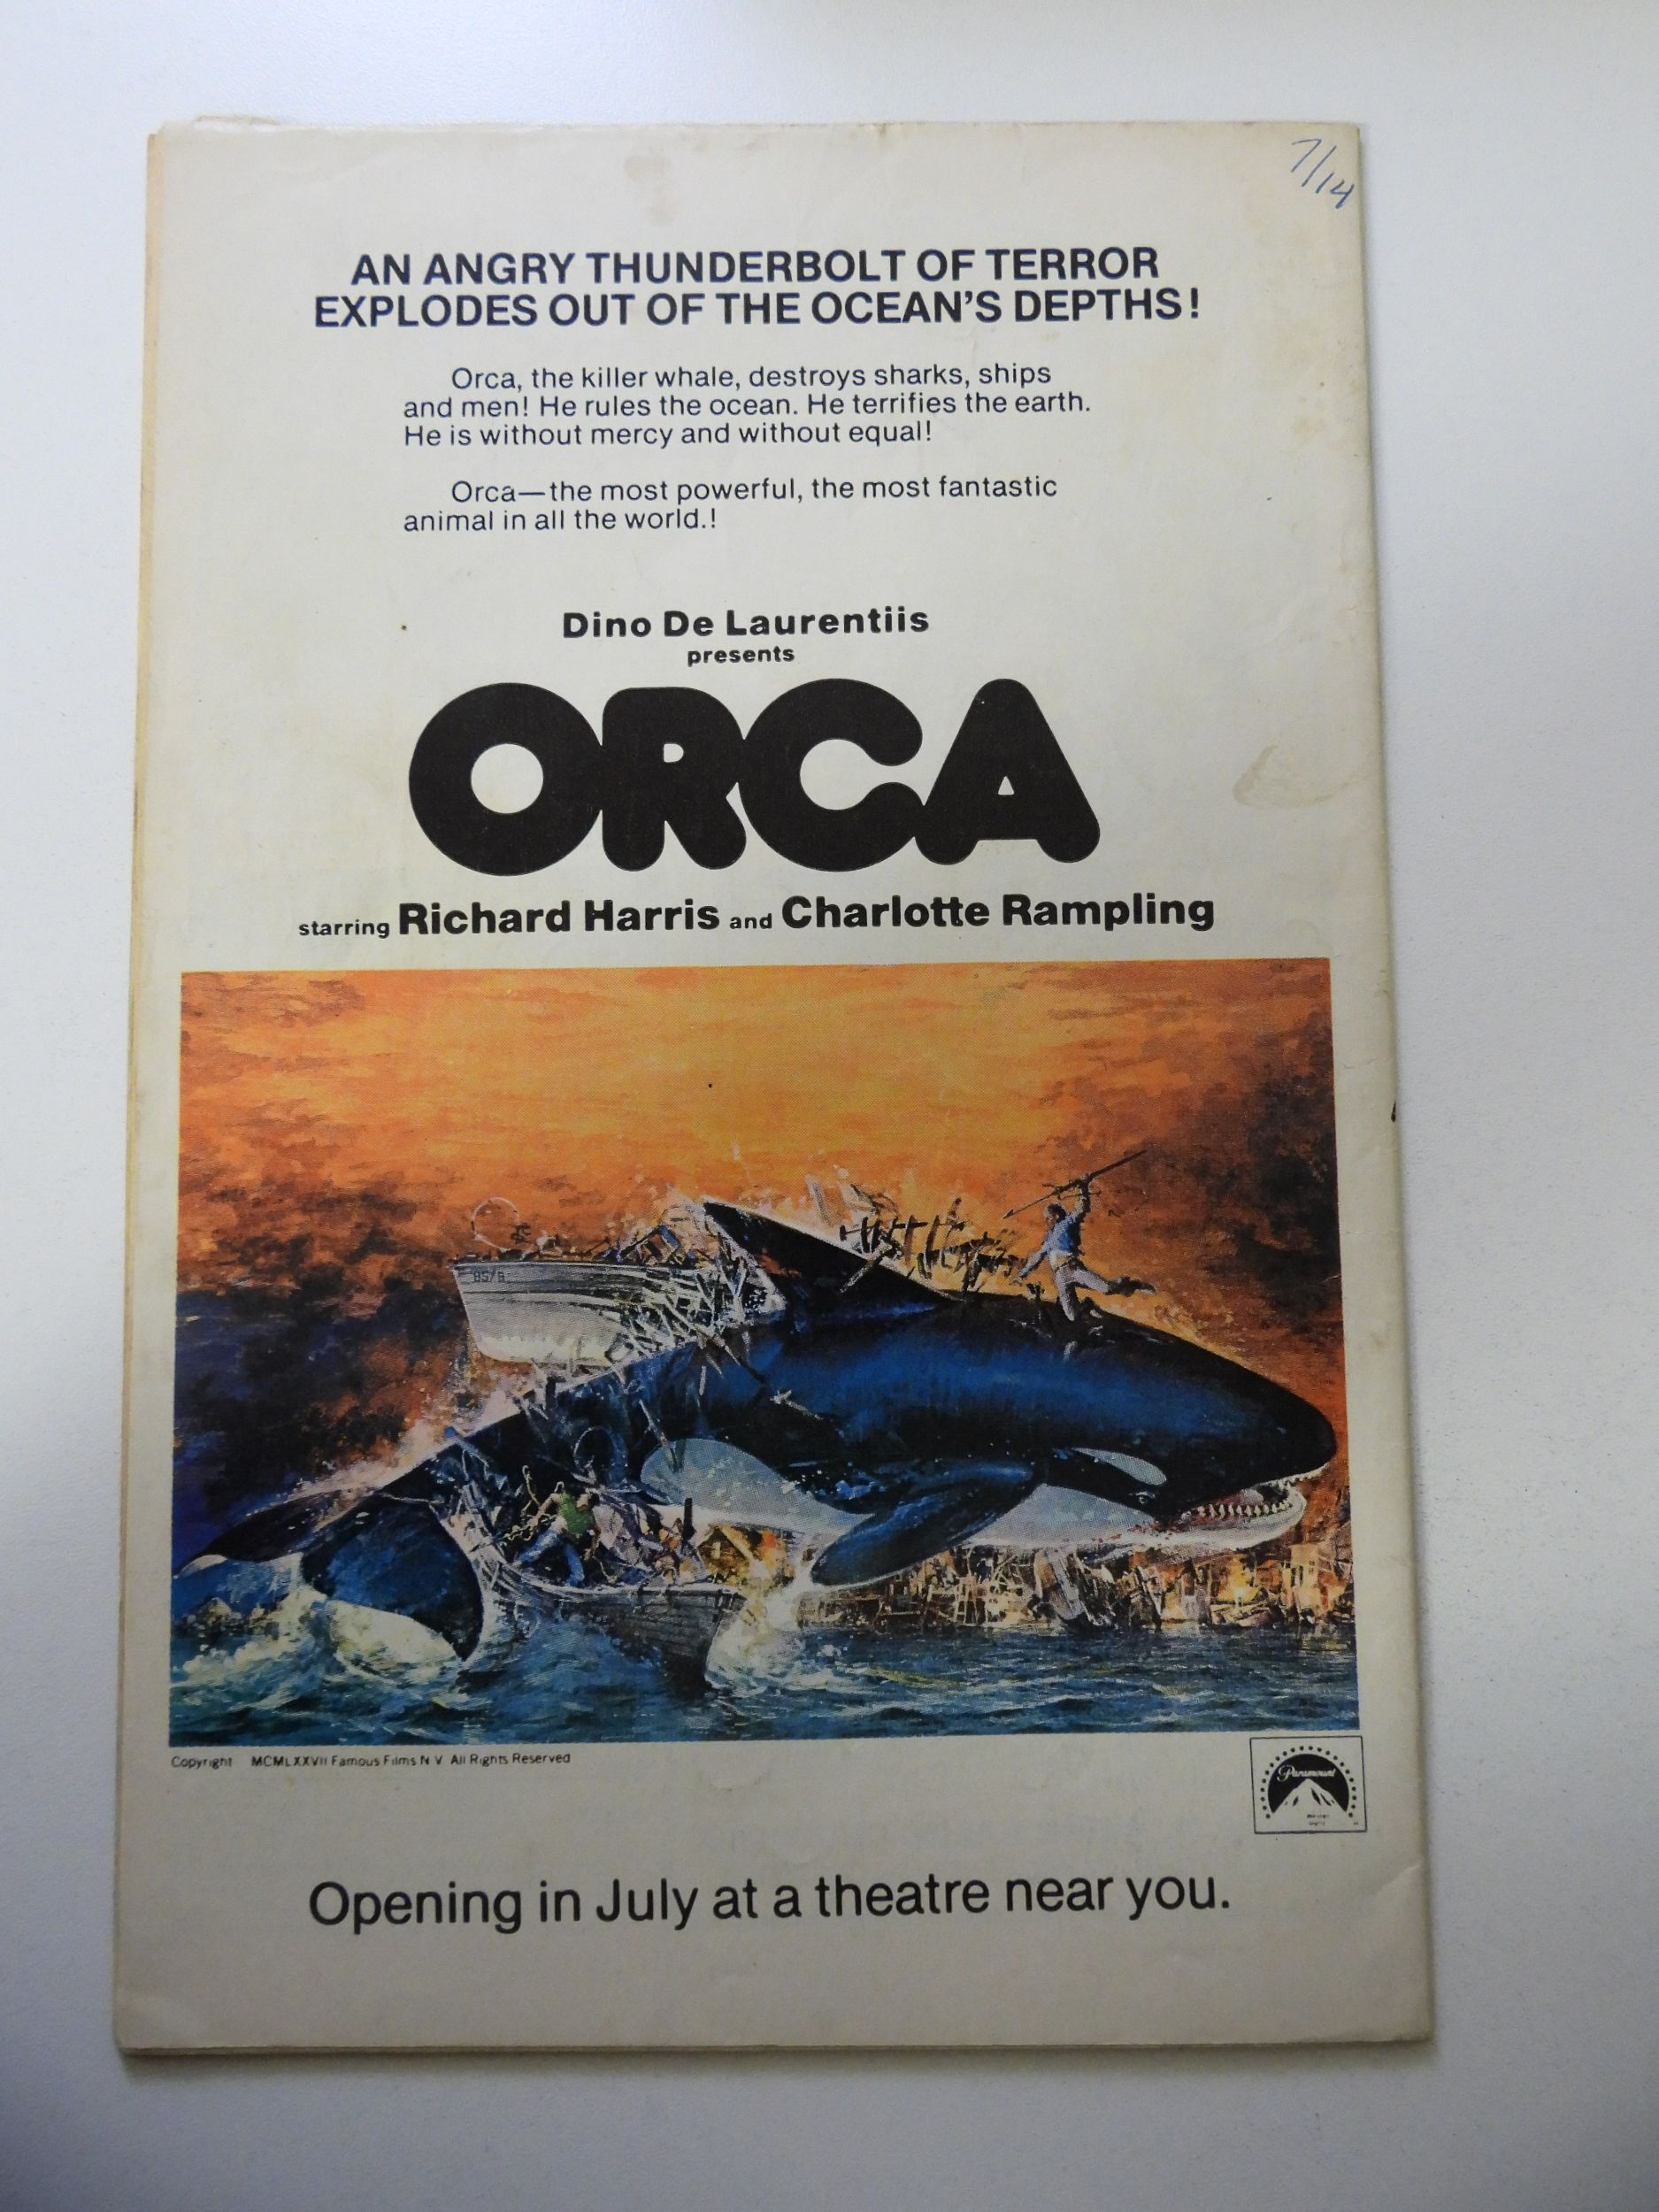 7/14
AN ANGRY THUNDERBOLT OF TERROR
EXPLODES OUT OF THE OCEAN'S DEPTHS!
Orca, the killer whale, destroys sharks, ships
and men! He rules the ocean. He terrifies the earth.
He is without mercy and without equal!
Orca—the most powerful, the most fantastic
animal in all the world.!
Dino De Laurentiis
presents
ORCA
starring Richard Harris and Charlotte Rampling
Copyright MCMLXXVII Famous Films N V All Rights Reserved
Paramount
Opening in July at a theatre near you.